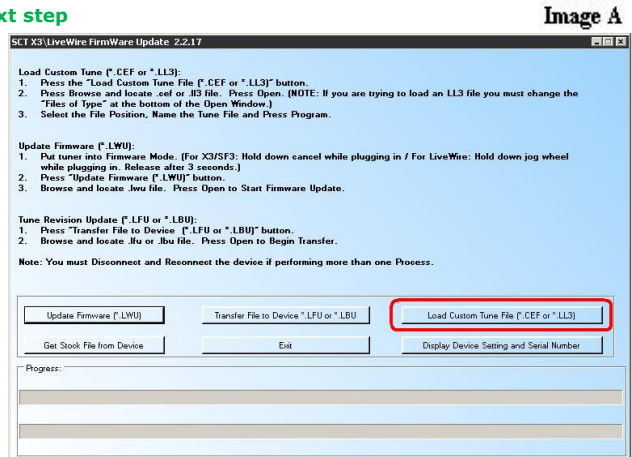 xt step
Image A
SCT X3\LiveWire FirmWare Update 2.2.17
Load Custom Tune (*.CEF or *.LL3):
1. Press the "Load Custom Tune File (*.CEF or *.LL3)" button.
2. Press Browse and locate .cef or .ll3 file. Press Open. (NOTE: If you are trying to load an LL3 file you must change the
"Files of Type" at the bottom of the Open Window.)
3. Select the File Position, Name the Tune File and Press Program.
Update Firmware (*.LWU):
1. Put tuner into Firmware Mode. (For X3/SF3: Hold down cancel while plugging in / For LiveWire: Hold down jog wheel
while plugging in. Release after 3 seconds.)
2. Press "Update Firmware (*.LWU)" button.
3. Browse and locate .lwu file. Press Open to Start Firmware Update.
Tune Revision Update (*.LFU or *.LBU):
1. Press "Transfer File to Device (*.LFU or *.LBU)" button.
2. Browse and locate .lfu or .lbu file. Press Open to Begin Transfer.
Note: You must Disconnect and Reconnect the device if performing more than one Process.
Update Firmware (*.LWU) Transfer File to Device *.LFU or *.LBU Load Custom Tune File (*.CEF or *.LL3)
Get Stock File from Device Exit Display Device Setting and Serial Number
Progress: